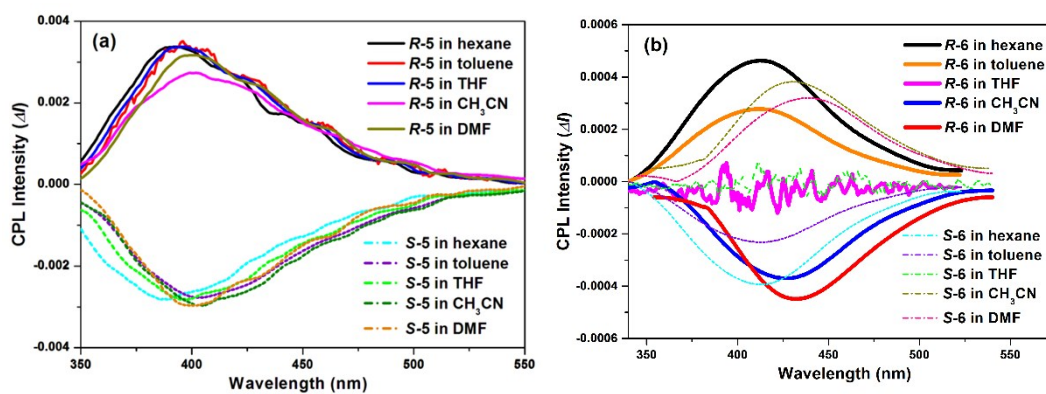 (a)
R-5 in hexane
R-5 in toluene
R-5 in THF
R-5 in CH₃CN
R-5 in DMF
S-5 in hexane
S-5 in toluene
S-5 in THF
S-5 in CH₃CN
S-5 in DMF
CPL Intensity (ΔI)
0.004
0.002
0.000
-0.002
-0.004
350 400 450 500 550
Wavelength (nm)
(b)
R-6 in hexane
R-6 in toluene
R-6 in THF
R-6 in CH₃CN
R-6 in DMF
S-6 in hexane
S-6 in toluene
S-6 in THF
S-6 in CH₃CN
S-6 in DMF
CPL Intensity (ΔI)
0.0006
0.0004
0.0002
0.0000
-0.0002
-0.0004
-0.0006
350 400 450 500 550
Wavelength (nm)